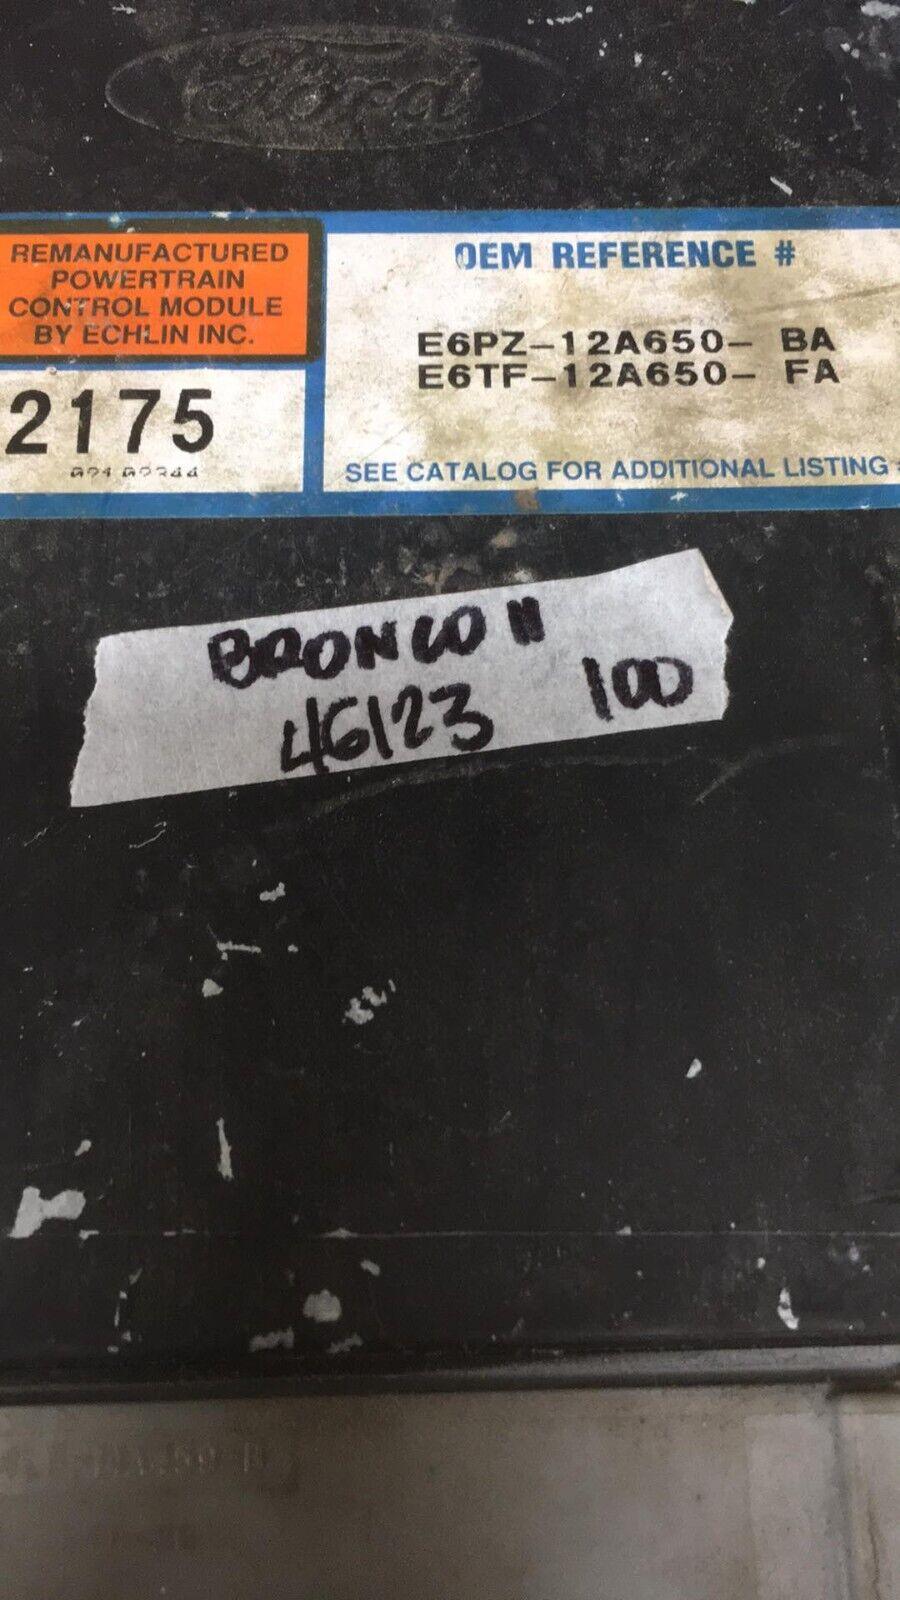 Ford
REMANUFACTURED
POWERTRAIN
CONTROL MODULE
BY ECHLIN INC.
2175
OEM REFERENCE #
E6PZ-12A650- BA
E6TF-12A650- FA
SEE CATALOG FOR ADDITIONAL LISTING
BRONCO II
46123 100